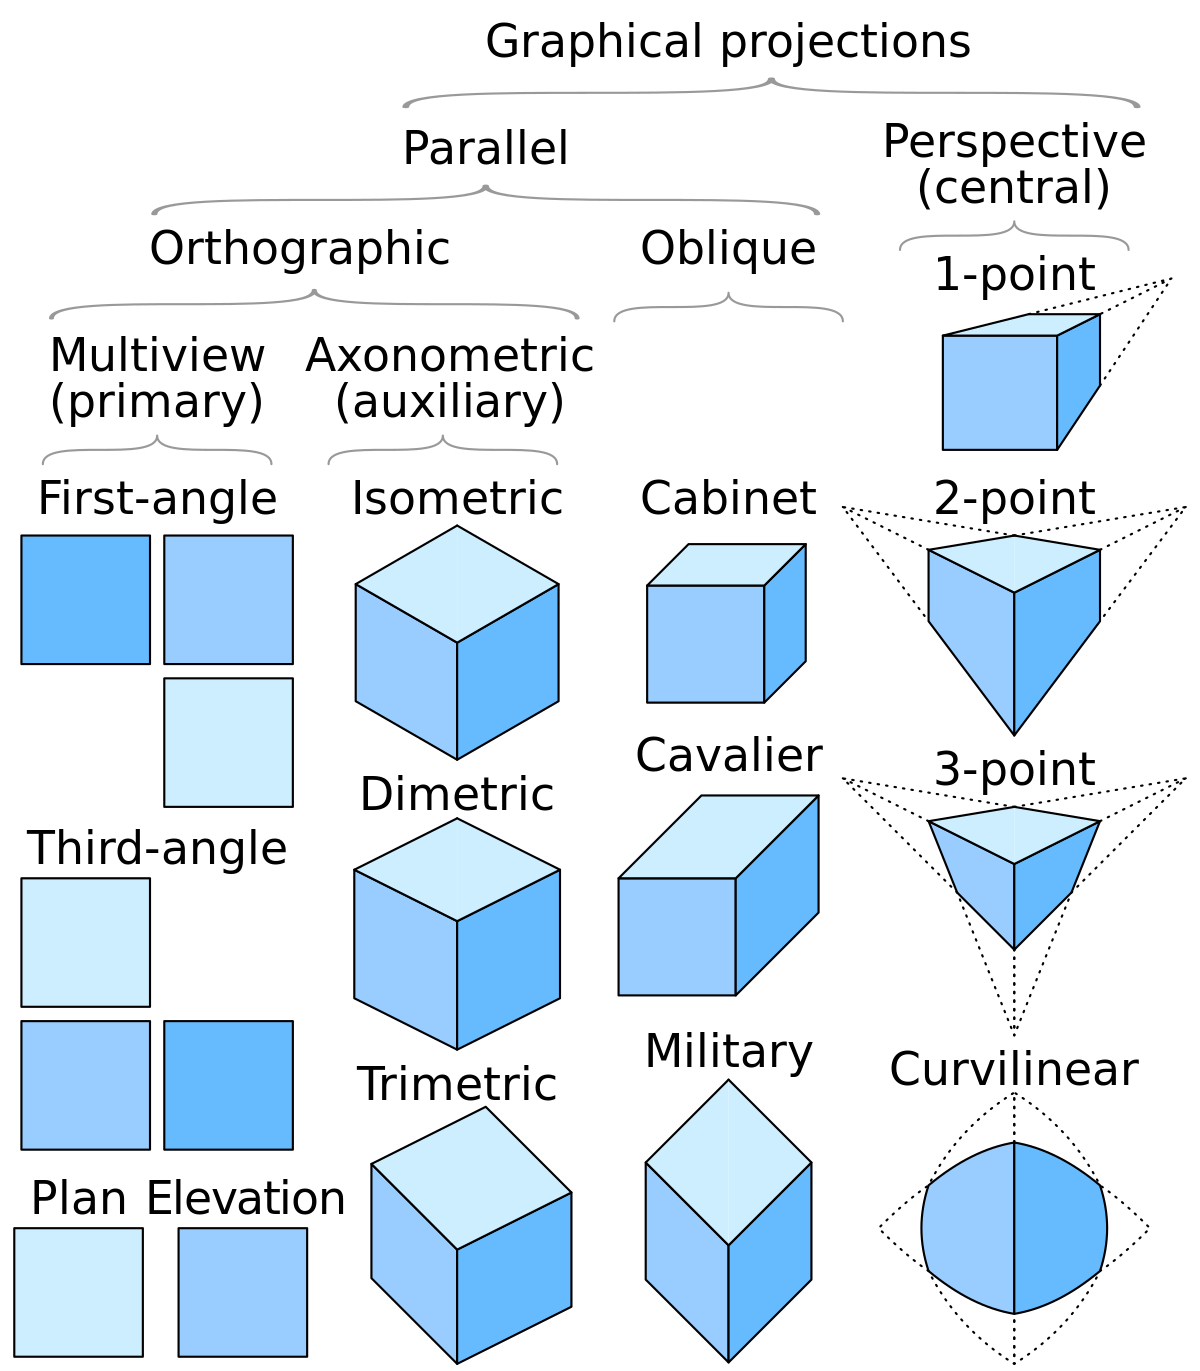 Graphical projections
Parallel
Perspective
(central)
Orthographic
Oblique
1-point
Multiview
(primary)
Axonometric
(auxiliary)
First-angle
Isometric
Cabinet
2-point
Cavalier
3-point
Dimetric
Third-angle
Military
Curvilinear
Trimetric
Plan
Elevation